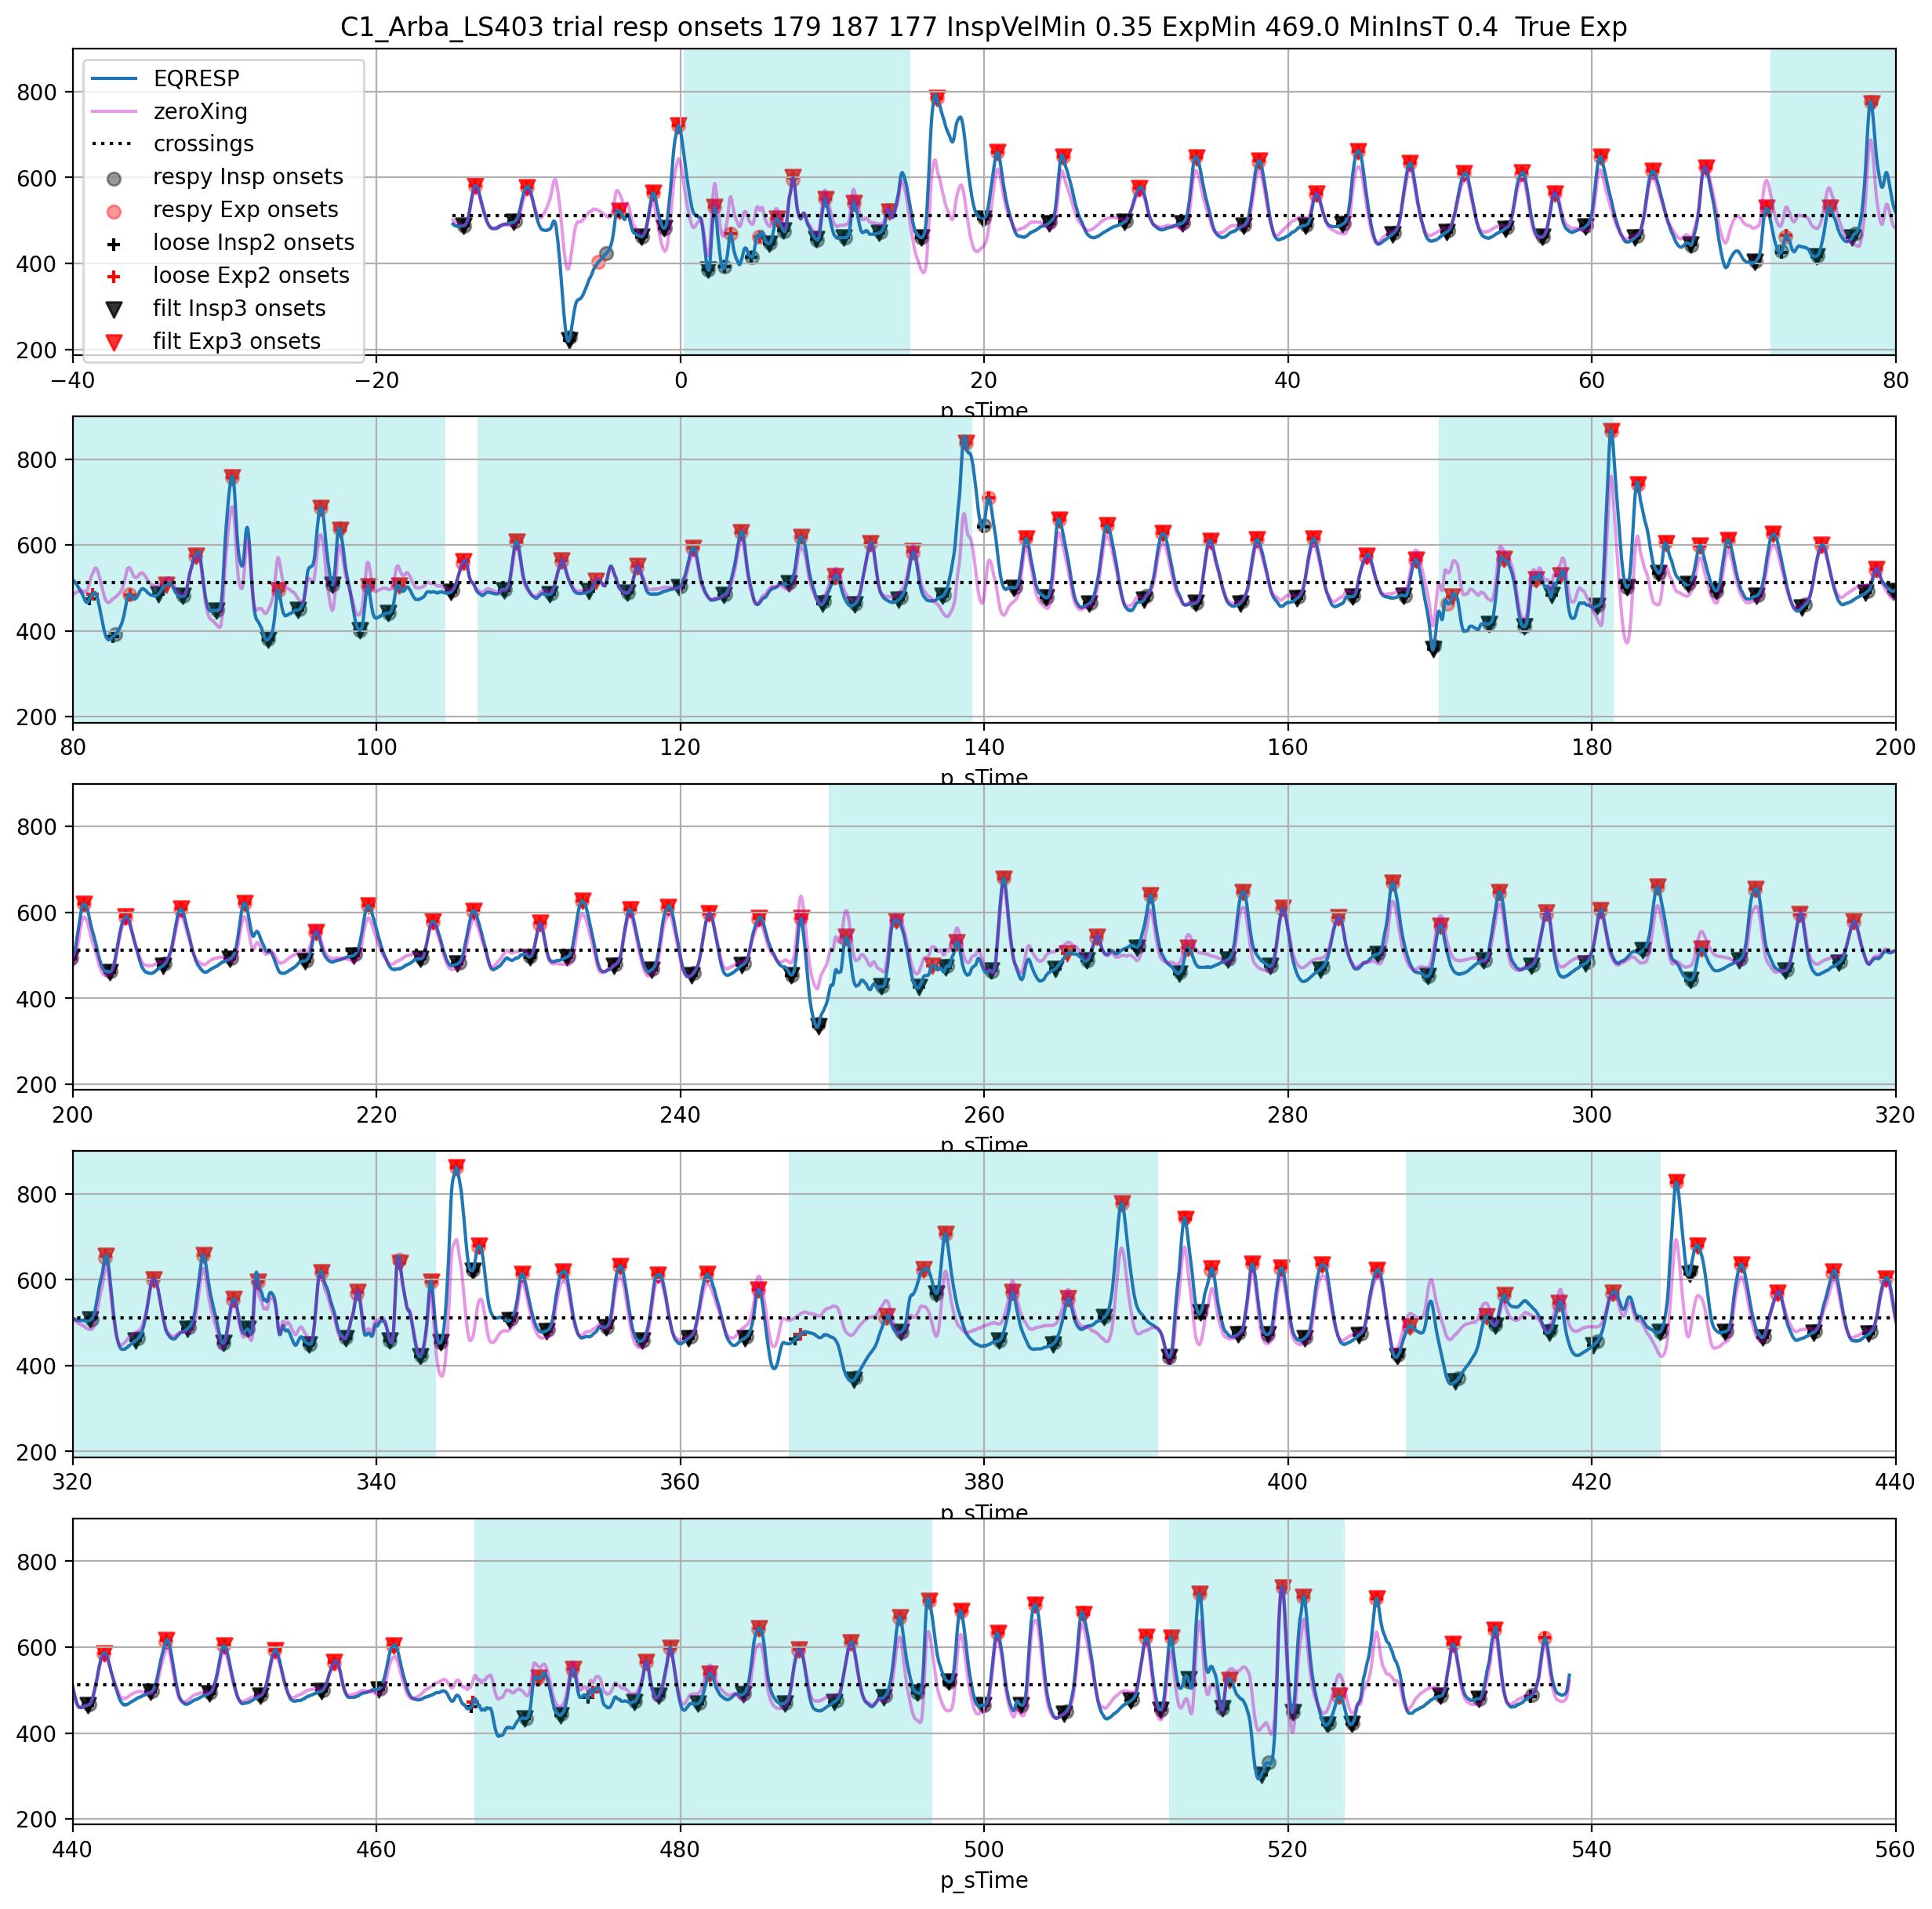 C1_Arba_LS403 trial resp onsets 179 187 177 InspVelMin 0.35 ExpMin 469.0 MinInsT 0.4  True Exp
EQRESP
zeroXing
crossings
respy Insp onsets
respy Exp onsets
loose Insp2 onsets
loose Exp2 onsets
filt Insp3 onsets
filt Exp3 onsets
800
600
400
200
−40 −20 0 20 40 60 80
p_sTime
800
600
400
200
80 100 120 140 160 180 200
p_sTime
800
600
400
200
200 220 240 260 280 300 320
p_sTime
800
600
400
200
320 340 360 380 400 420 440
p_sTime
800
600
400
200
440 460 480 500 520 540 560
p_sTime